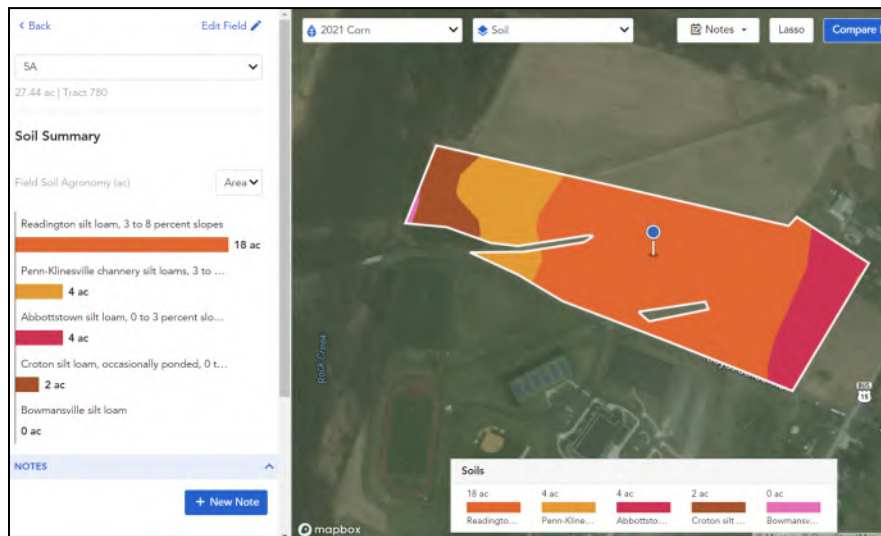 Back
Edit Field
5A
27.44 ac | Tract 780
Soil Summary
Field Soil Agronomy (ac)
Area
Readington silt loam, 3 to 8 percent slopes
18 ac
Penn-Klinesville channery silt loams, 3 to ...
4 ac
Abbottstown silt loam, 0 to 3 percent slo...
4 ac
Croton silt loam, occasionally ponded, 0 t...
2 ac
Bowmansville silt loam
0 ac
NOTES
+ New Note
2021 Corn
Soil
Notes
Lasso
Compare
Rock Creek
BUS
15
Soils
18 ac
4 ac
4 ac
2 ac
0 ac
Readingto...
Penn-Kline...
Abbottsto...
Croton silt ...
Bowmansv...
mapbox